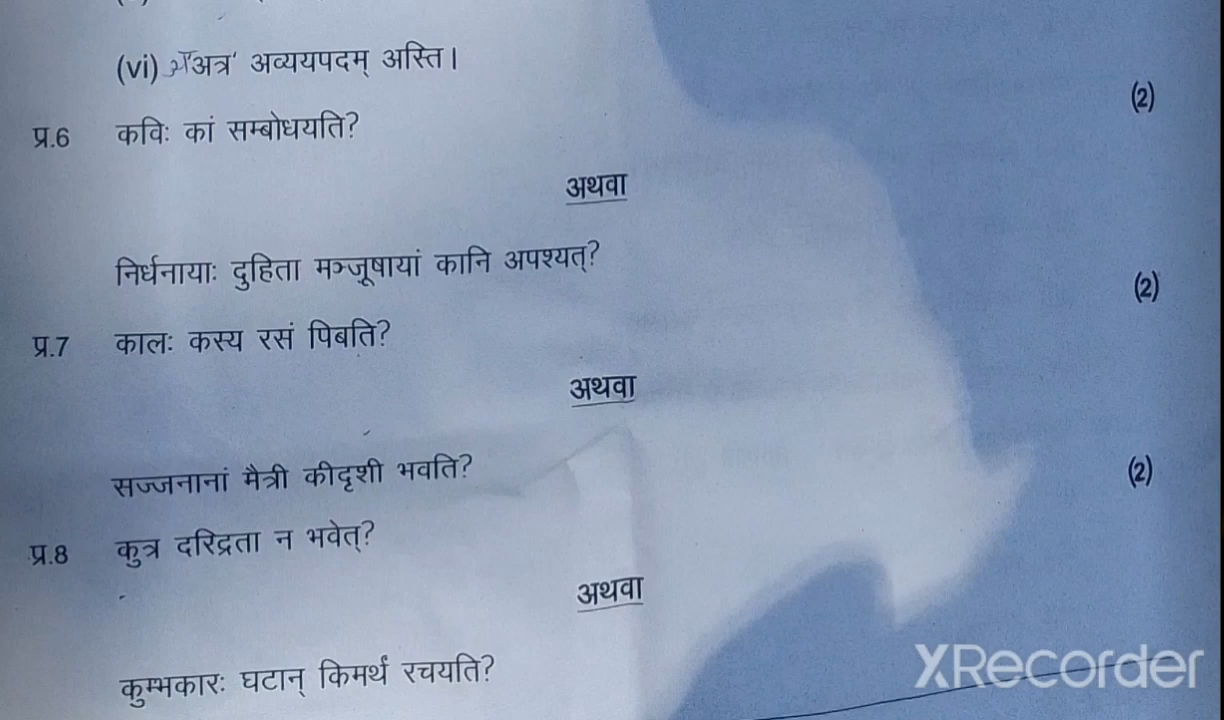 (vi) 'अत्र' अव्ययपदम् अस्ति।
प्र.6 कविः कां सम्बोधयति? (2)
अथवा
निर्धनायाः दुहिता मञ्जूषायां कानि अपश्यत्?
प्र.7 कालः कस्य रसं पिबति? (2)
अथवा
सज्जनानां मैत्री कीदृशी भवति?
प्र.8 कुत्र दरिद्रता न भवेत्? (2)
अथवा
कुम्भकारः घटान् किमर्थं रचयति?
XRecorder